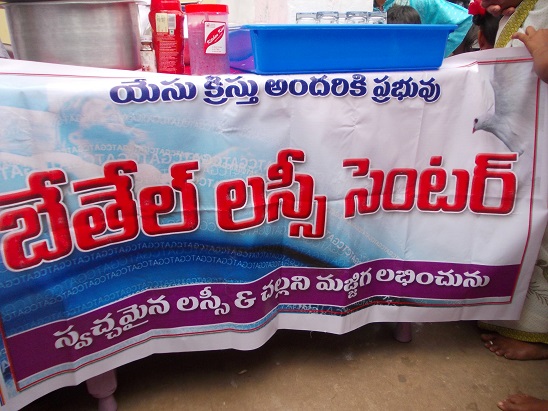 యేసు క్రీస్తు అందరికి ప్రభువు
బేతేల్ లస్సీ సెంటర్
స్వచ్ఛమైన లస్సీ & చల్లని మజ్జిగ లభించును